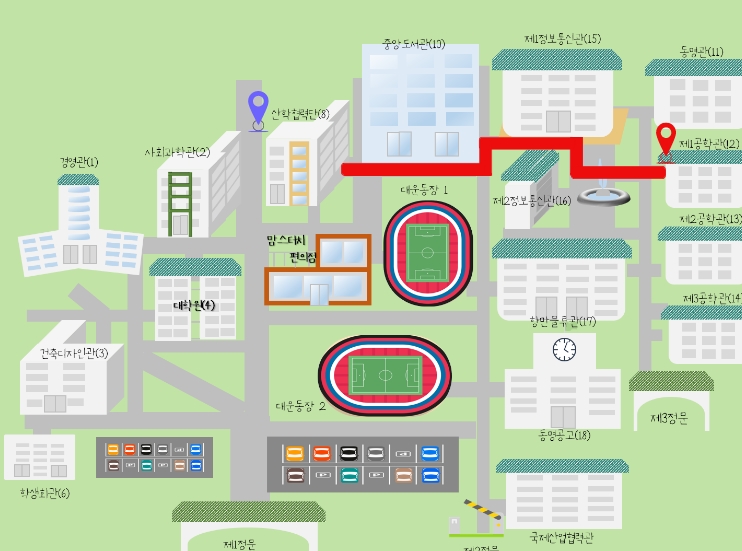 제1정보통신관(15)
중앙도서관(10)
동명관(11)
산학협력단(8)
제1공학관(12)
사회과학관(2)
경영관(1)
대운동장 1
제2정보통신관(16)
제2공학관(13)
맘스터치
편의점
제3공학관(14
대학원(4)
항만물류관(17)
건축디자인관(3)
대운동장 2
제3정문
동명공고(18)
학생회관(6)
국제산업협력관
제1정문
제2정문